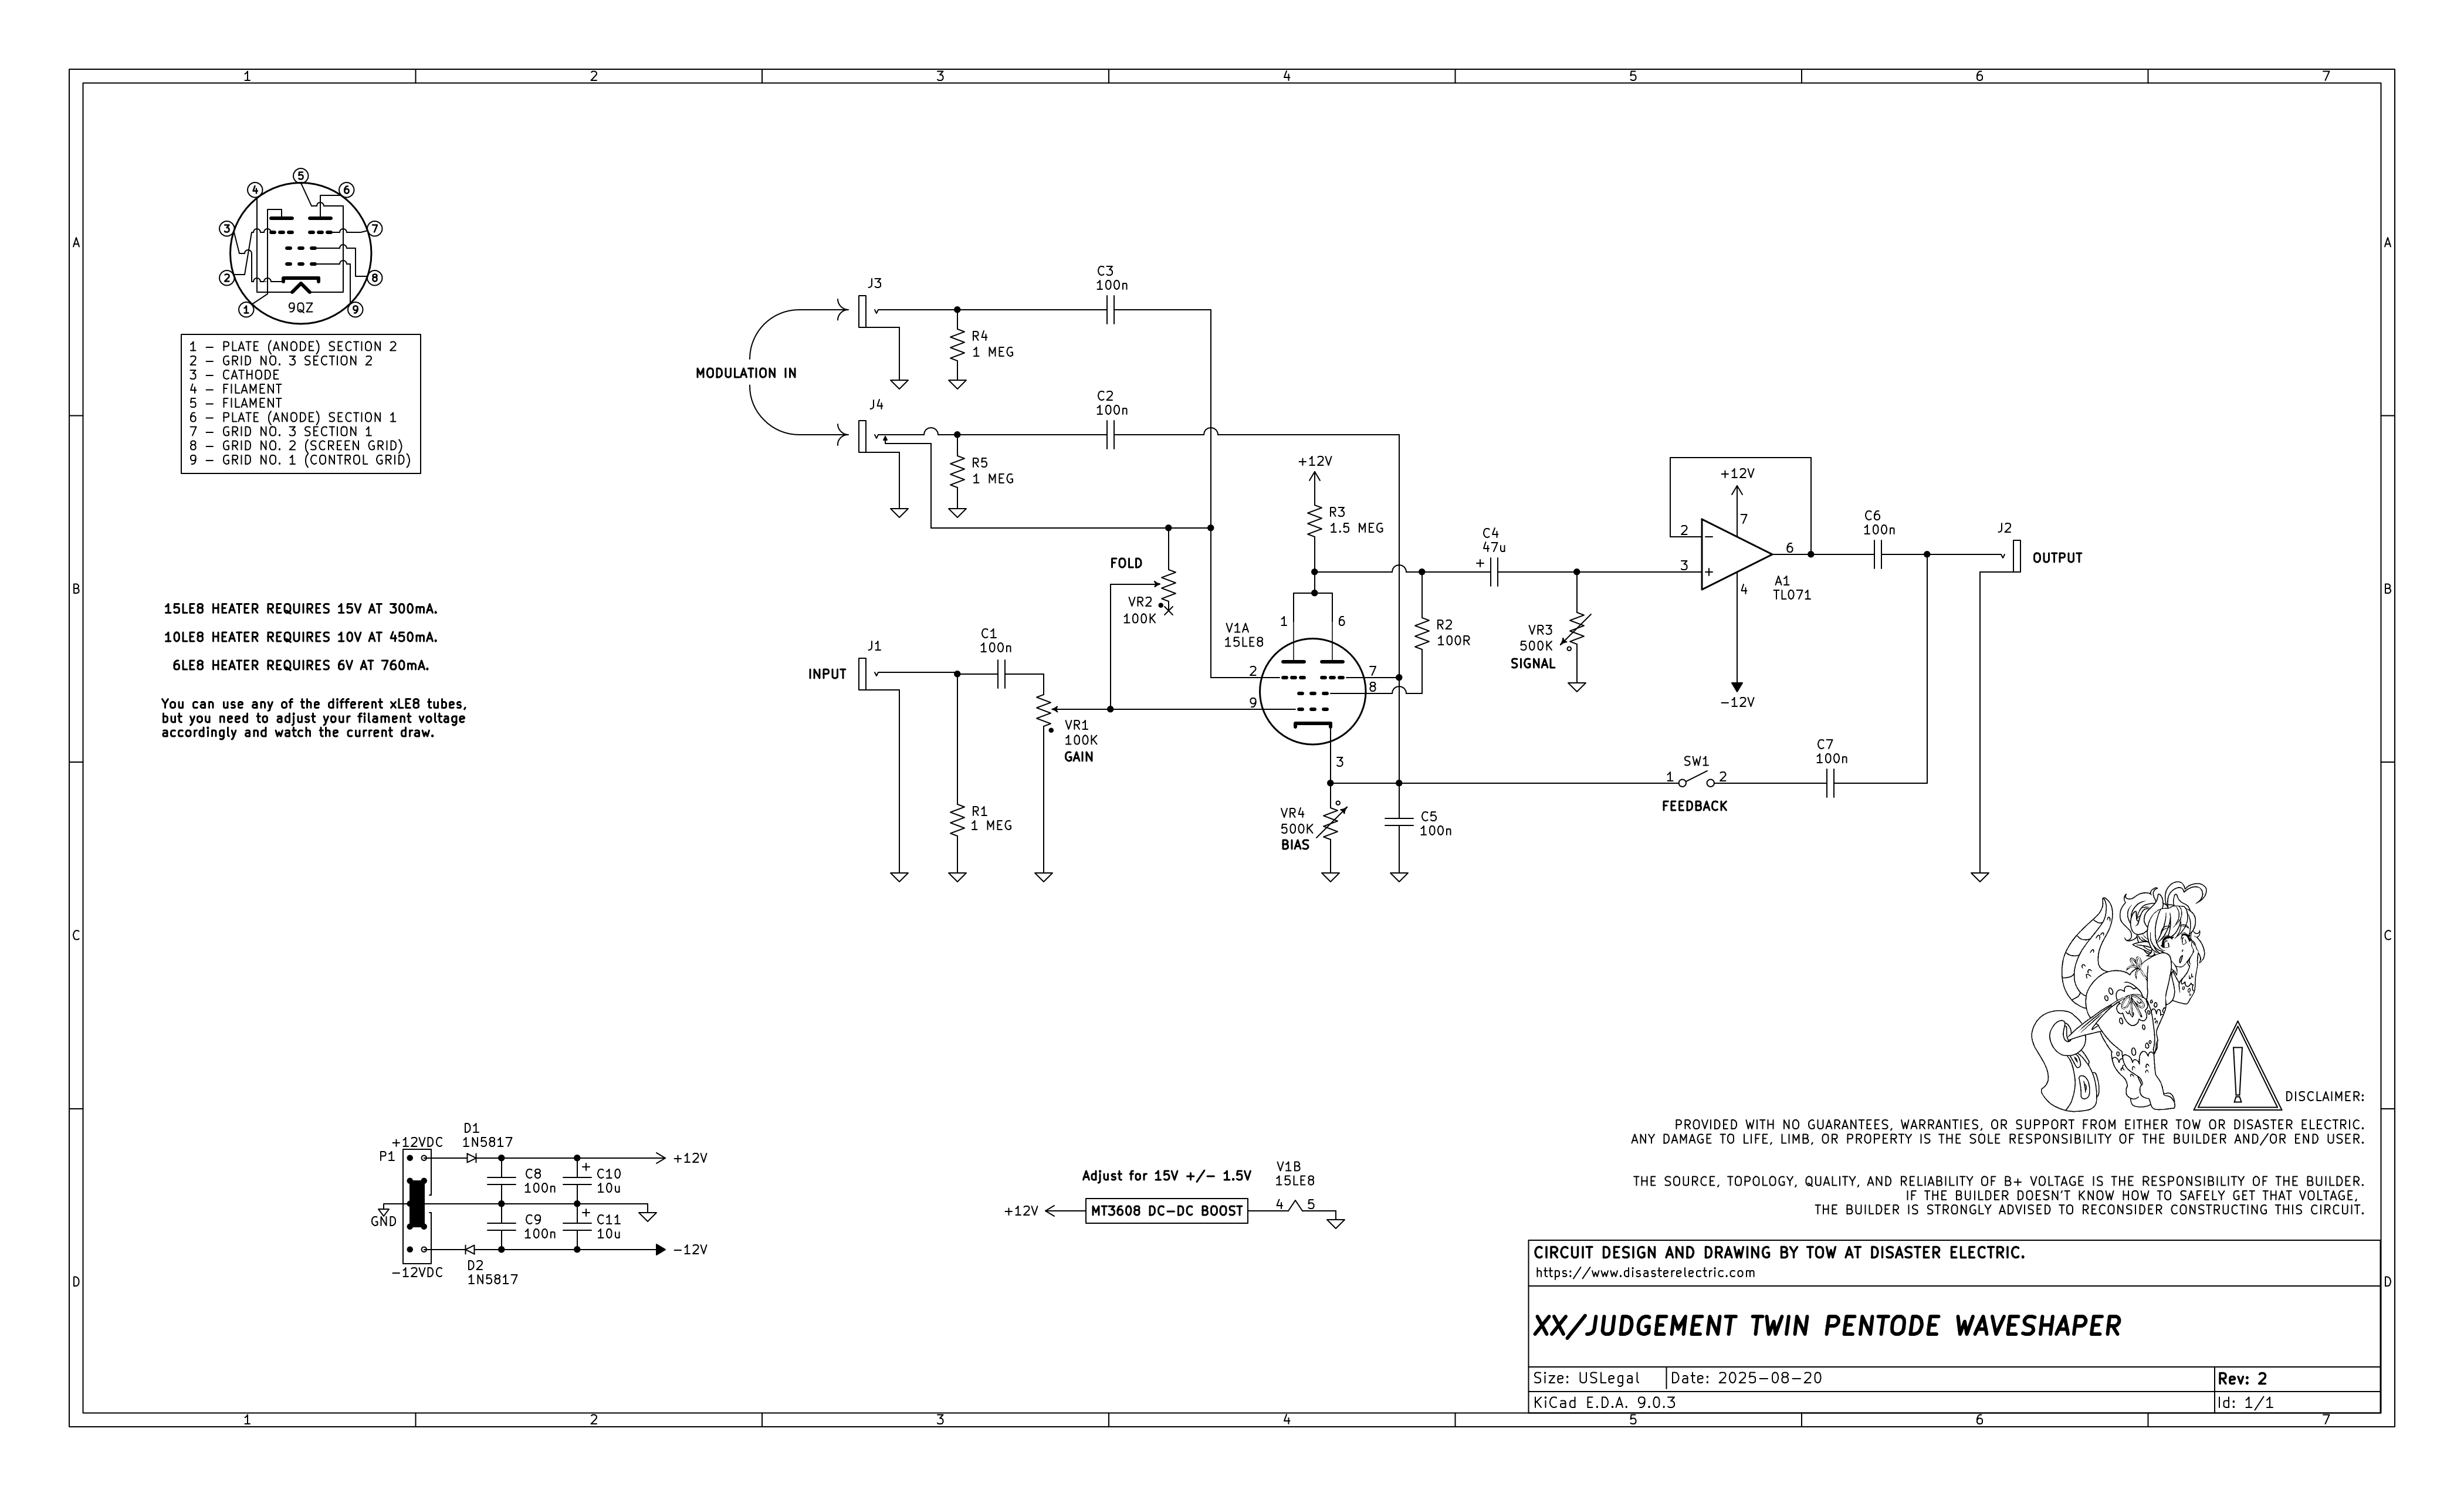 1 2 3 4 5 6 7
A A
B B
C C
D D
5
4 6
3 7
2 8
1 9
9QZ
1 – PLATE (ANODE) SECTION 2
2 – GRID NO. 3 SECTION 2
3 – CATHODE
4 – FILAMENT
5 – FILAMENT
6 – PLATE (ANODE) SECTION 1
7 – GRID NO. 3 SECTION 1
8 – GRID NO. 2 (SCREEN GRID)
9 – GRID NO. 1 (CONTROL GRID)
15LE8 HEATER REQUIRES 15V AT 300mA.
10LE8 HEATER REQUIRES 10V AT 450mA.
6LE8 HEATER REQUIRES 6V AT 760mA.
You can use any of the different xLE8 tubes,
but you need to adjust your filament voltage
accordingly and watch the current draw.
MODULATION IN
J3
R4
1 MEG
C3
100n
J4
R5
1 MEG
C2
100n
FOLD
VR2
100K
INPUT
J1
C1
100n
VR1
100K
GAIN
R1
1 MEG
+12V
R3
1.5 MEG
V1A
15LE8
1 6
2 7
8
9
3
R2
100R
C4
+ 47u
VR3
500K
SIGNAL
VR4
500K
BIAS
C5
100n
+12V
7
2 –
3 +
6
4
A1
TL071
–12V
C6
100n
J2
OUTPUT
SW1
1 2
FEEDBACK
C7
100n
+12VDC
P1
GND
–12VDC
D1
1N5817
D2
1N5817
C8
100n
+ C10
10u
C9
100n
+ C11
10u
+12V
–12V
Adjust for 15V +/– 1.5V
V1B
15LE8
+12V
MT3608 DC–DC BOOST
4 5
DISCLAIMER:
PROVIDED WITH NO GUARANTEES, WARRANTIES, OR SUPPORT FROM EITHER TOW OR DISASTER ELECTRIC.
ANY DAMAGE TO LIFE, LIMB, OR PROPERTY IS THE SOLE RESPONSIBILITY OF THE BUILDER AND/OR END USER.
THE SOURCE, TOPOLOGY, QUALITY, AND RELIABILITY OF B+ VOLTAGE IS THE RESPONSIBILITY OF THE BUILDER.
IF THE BUILDER DOESN'T KNOW HOW TO SAFELY GET THAT VOLTAGE,
THE BUILDER IS STRONGLY ADVISED TO RECONSIDER CONSTRUCTING THIS CIRCUIT.
CIRCUIT DESIGN AND DRAWING BY TOW AT DISASTER ELECTRIC.
https://www.disasterelectric.com
XX/JUDGEMENT TWIN PENTODE WAVESHAPER
Size: USLegal Date: 2025–08–20 Rev: 2
KiCad E.D.A. 9.0.3 Id: 1/1
1 2 3 4 5 6 7